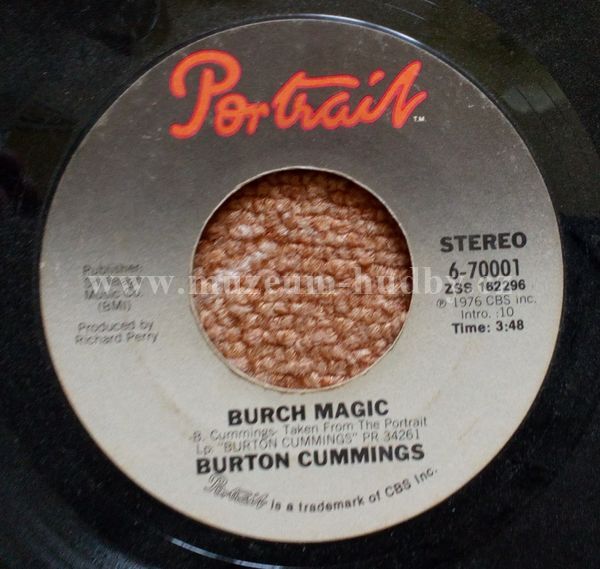 Portrait
T.M.
STEREO
6-70001
ZSS 162296
℗ 1976 CBS inc.
Intro. :10
Time: 3:48
Publisher:
Music Co.
(BMI)
Produced by
Richard Perry
www.muzeum-hudby
BURCH MAGIC
-B. Cummings- Taken From The Portrait
Lp: "BURTON CUMMINGS" PR 34261
BURTON CUMMINGS
Portrait is a trademark of CBS Inc.